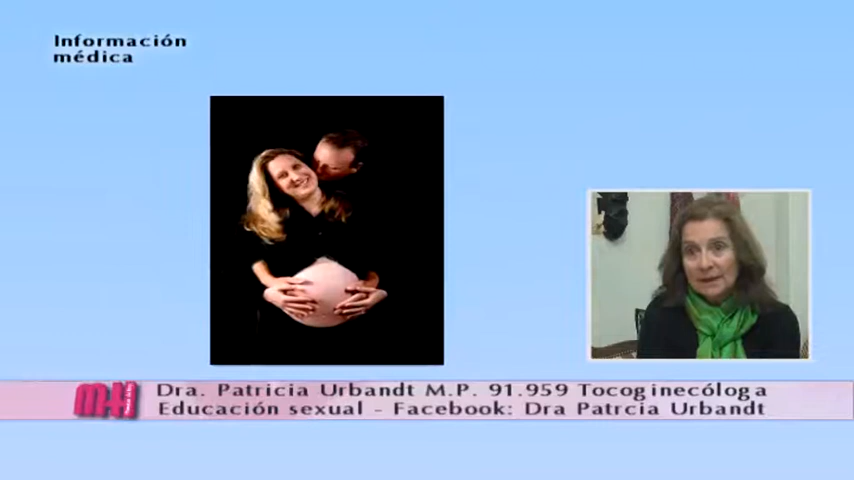 Información
médica
Dra. Patricia Urbandt M.P. 91.959 Tocoginecóloga
Educación sexual - Facebook: Dra Patrcia Urbandt